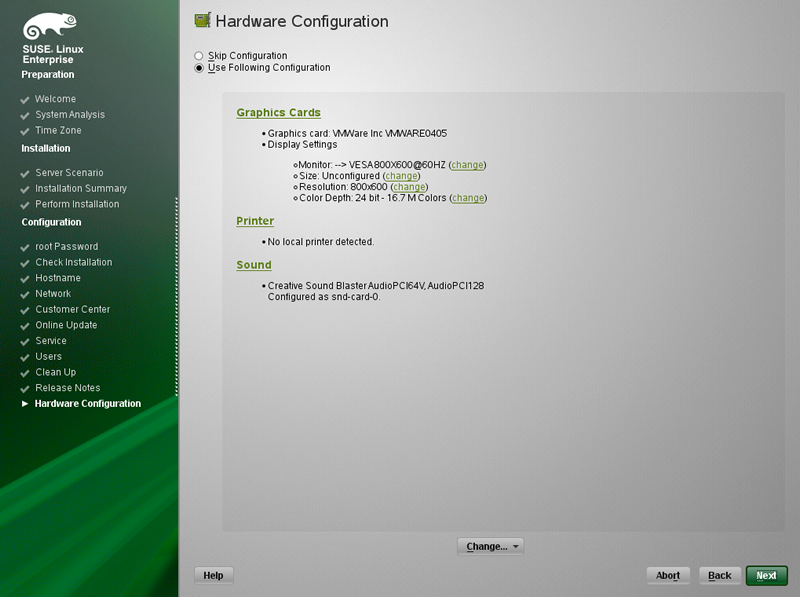 SUSE. Linux
Enterprise
Preparation
Welcome
System Analysis
Time Zone
Installation
Server Scenario
Installation Summary
Perform Installation
Configuration
root Password
Check Installation
Hostname
Network
Customer Center
Online Update
Service
Users
Clean Up
Release Notes
Hardware Configuration
Hardware Configuration
Skip Configuration
Use Following Configuration
Graphics Cards
• Graphics card: VMWare Inc VMWARE0405
• Display Settings
Monitor: --> VESA800X600@60HZ (change)
Size: Unconfigured (change)
Resolution: 800x600 (change)
Color Depth: 24 bit - 16.7 M Colors (change)
Printer
• No local printer detected.
Sound
• Creative Sound Blaster AudioPCI64V, AudioPCI128
Configured as snd-card-0.
Change...
Help
Abort
Back
Next